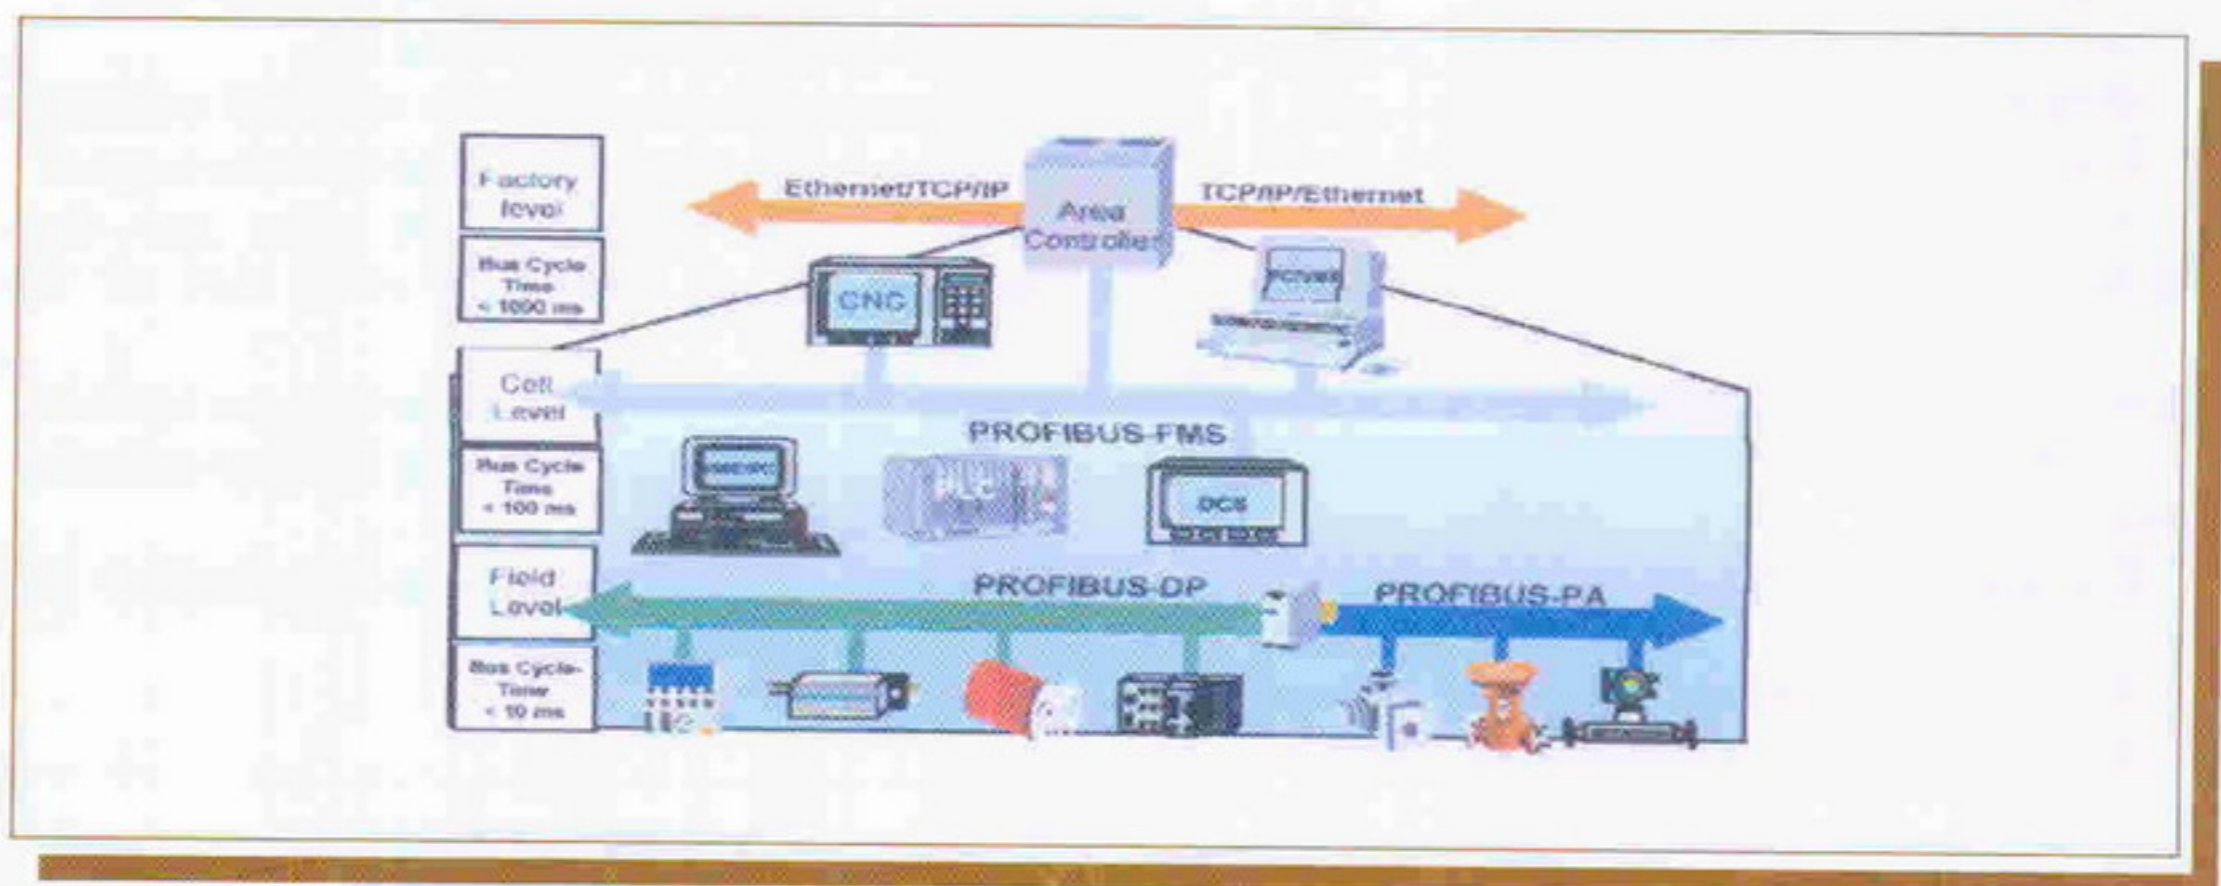 Factory
level
Ethernet/TCP/IP
TCP/IP/Ethernet
Area
Controller
Bus Cycle
Time
< 1000 ms
CNC
Cell
Level
PROFIBUS-FMS
Bus Cycle
Time
< 100 ms
PLC
DCS
Field
Level
PROFIBUS-DP
PROFIBUS-PA
Bus Cycle-
Time
< 10 ms